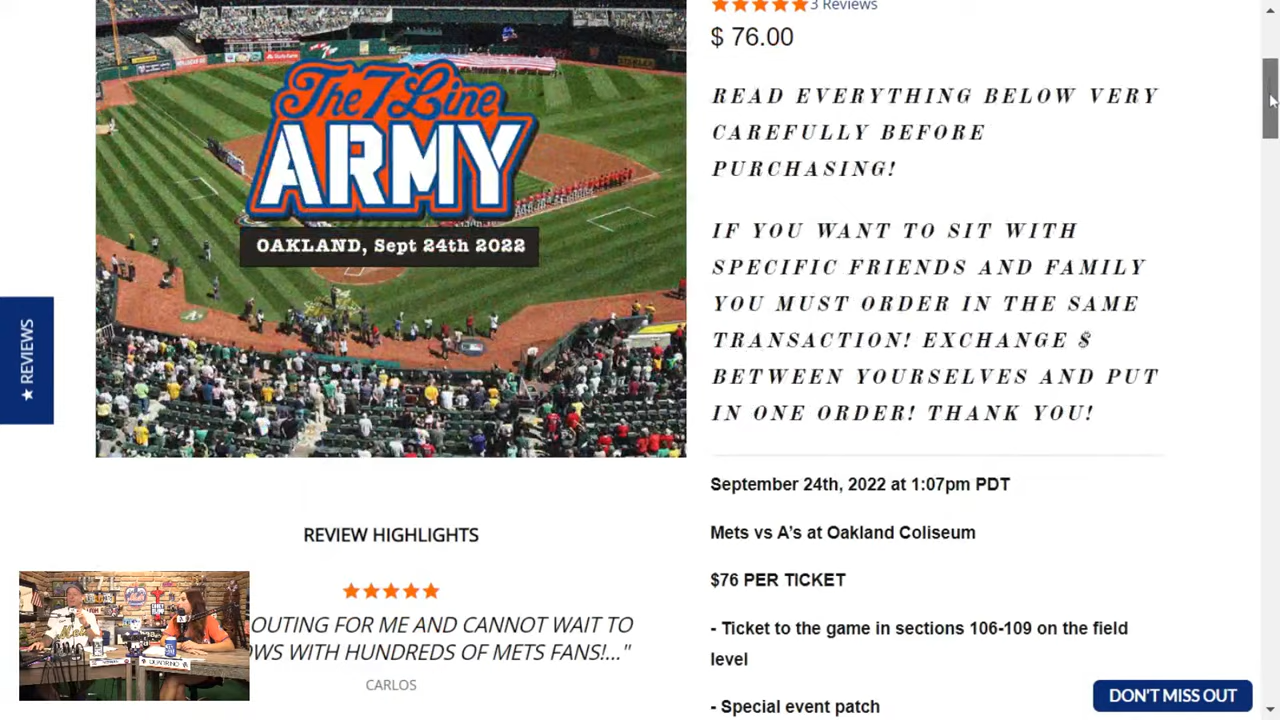 3 Reviews
$ 76.00
READ EVERYTHING BELOW VERY
CAREFULLY BEFORE
PURCHASING!
IF YOU WANT TO SIT WITH
SPECIFIC FRIENDS AND FAMILY
YOU MUST ORDER IN THE SAME
TRANSACTION! EXCHANGE $
BETWEEN YOURSELVES AND PUT
IN ONE ORDER! THANK YOU!
September 24th, 2022 at 1:07pm PDT
Mets vs A's at Oakland Coliseum
$76 PER TICKET
- Ticket to the game in sections 106-109 on the field
level
- Special event patch
The 7 Line
ARMY
OAKLAND, Sept 24th 2022
★ REVIEWS
REVIEW HIGHLIGHTS
OUTING FOR ME AND CANNOT WAIT TO
WITH HUNDREDS OF METS FANS!..."
CARLOS
DON'T MISS OUT